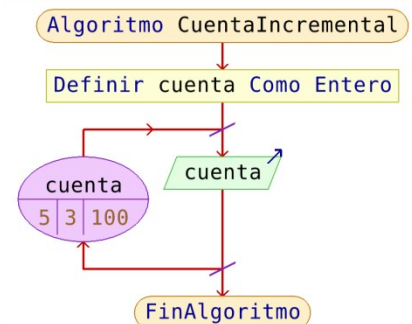 Algoritmo CuentaIncremental
Definir cuenta Como Entero
cuenta
cuenta
5 3 100
FinAlgoritmo